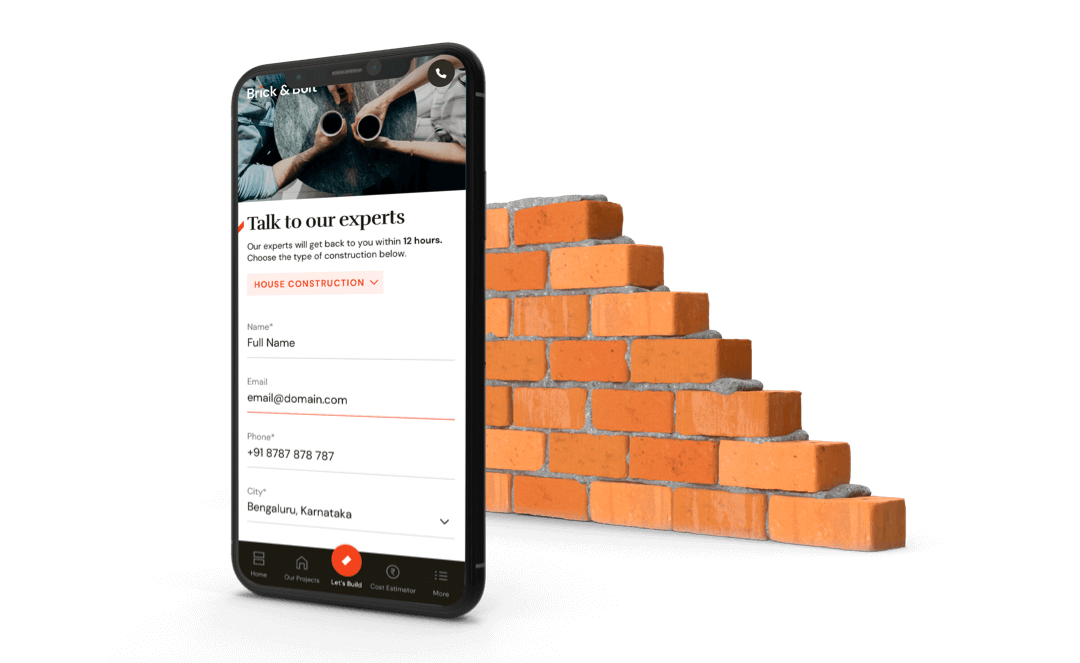 Brick & Bolt
Talk to our experts
Our experts will get back to you within 12 hours.
Choose the type of construction below.
HOUSE CONSTRUCTION
Name*
Full Name
Email
email@domain.com
Phone*
+91 8787 878 787
City*
Bengaluru, Karnataka
Home
Our Projects
Let's Build
Cost Estimator
More